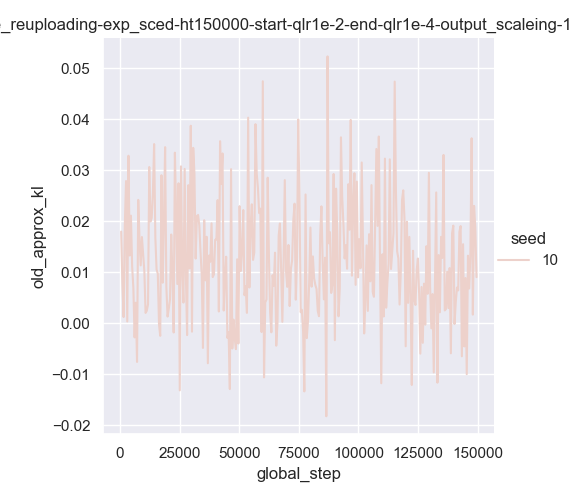 _reuploading-exp_sced-ht150000-start-qlr1e-2-end-qlr1e-4-output_scaleing-1
0.05
0.04
0.03
0.02
0.01
0.00
−0.01
−0.02
old_approx_kl
0 25000 50000 75000 100000 125000 150000
global_step
seed
10